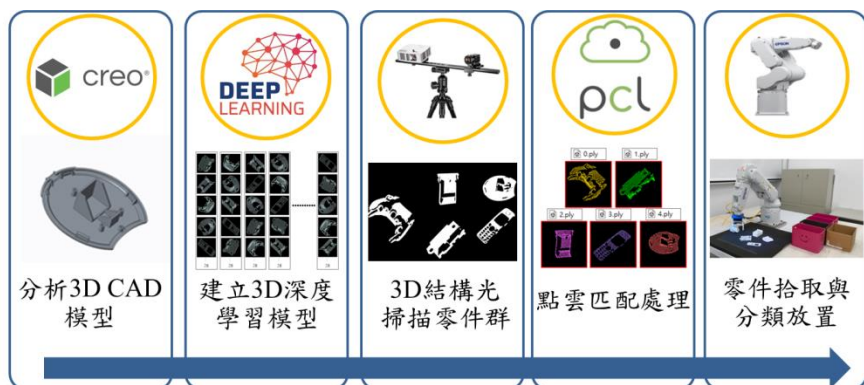 creo®
分析3D CAD
模型
DEEP
LEARNING
建立3D深度
學習模型
3D結構光
掃描零件群
pcl
0.ply
1.ply
2.ply
3.ply
4.ply
點雲匹配處理
EPSON
零件拾取與
分類放置